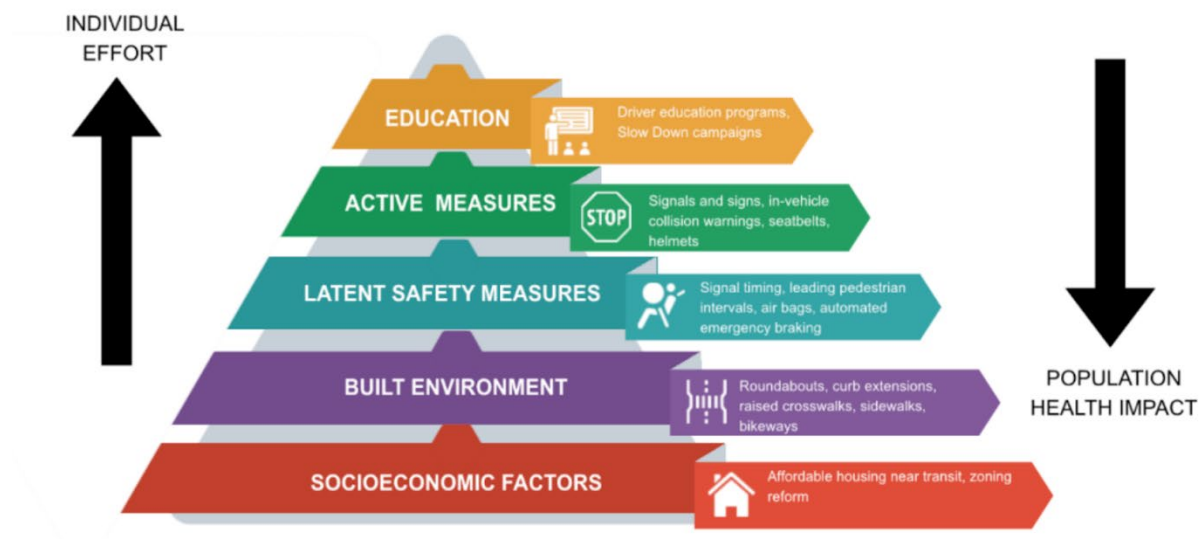 INDIVIDUAL
EFFORT
EDUCATION
Driver education programs,
Slow Down campaigns
ACTIVE MEASURES
STOP
Signals and signs, in-vehicle
collision warnings, seatbelts,
helmets
LATENT SAFETY MEASURES
Signal timing, leading pedestrian
intervals, air bags, automated
emergency braking
BUILT ENVIRONMENT
Roundabouts, curb extensions,
raised crosswalks, sidewalks,
bikeways
SOCIOECONOMIC FACTORS
Affordable housing near transit, zoning
reform
POPULATION
HEALTH IMPACT